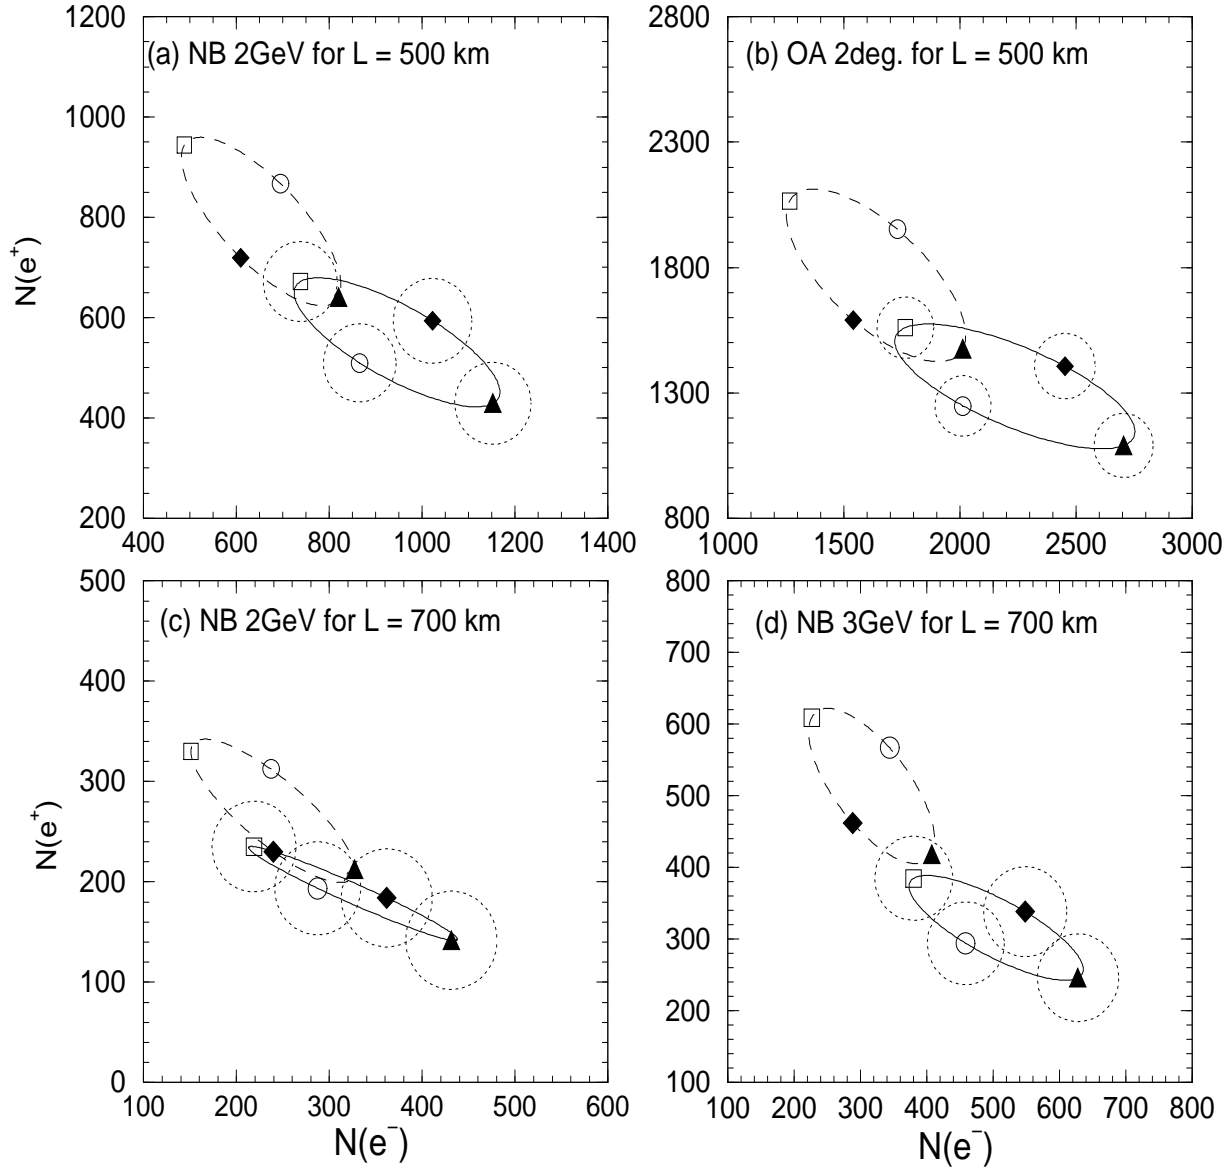 (a) NB 2GeV for L = 500 km
1200
1000
800
600
400
200
400 600 800 1000 1200 1400
N(e⁺)
(b) OA 2deg. for L = 500 km
2800
2300
1800
1300
800
1000 1500 2000 2500 3000
(c) NB 2GeV for L = 700 km
500
400
300
200
100
0
100 200 300 400 500 600
N(e⁺)
N(e⁻)
(d) NB 3GeV for L = 700 km
800
700
600
500
400
300
200
100
100 200 300 400 500 600 700 800
N(e⁻)